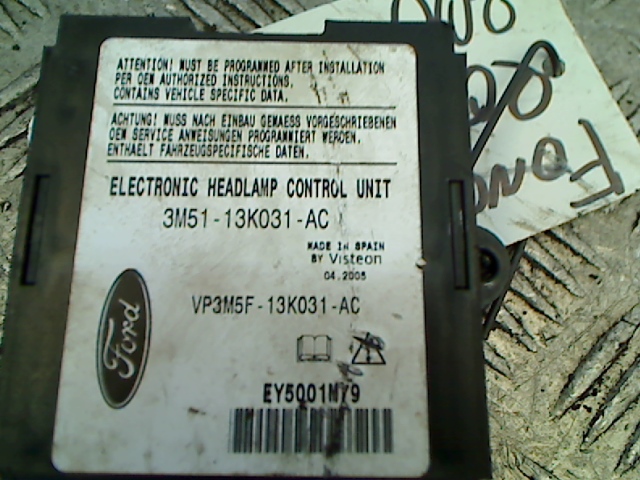 ATTENTION! MUST BE PROGRAMMED AFTER INSTALLATION
PER OEM AUTHORIZED INSTRUCTIONS.
CONTAINS VEHICLE SPECIFIC DATA.
ACHTUNG! MUSS NACH EINBAU GEMAESS VORGESCHRIEBENEN
OEM SERVICE ANWEISUNGEN PROGRAMMIERT WERDEN.
ENTHAELT FAHRZEUGSPEZIFISCHE DATEN.
ELECTRONIC HEADLAMP CONTROL UNIT
3M51-13K031-AC
MADE IN SPAIN
BY Visteon
04.2005
VP3M5F-13K031-AC
Ford
EY5001M79